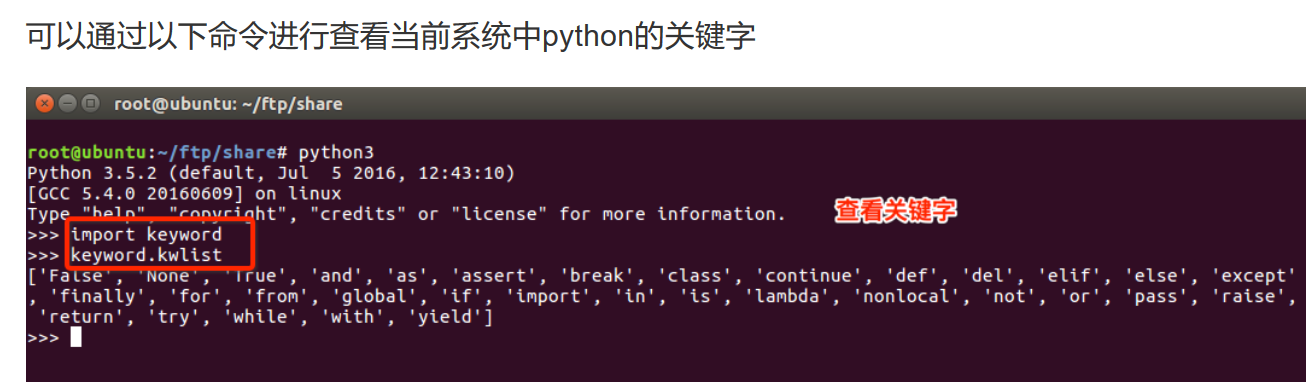 可以通过以下命令进行查看当前系统中python的关键字
root@ubuntu: ~/ftp/share
root@ubuntu:~/ftp/share# python3
Python 3.5.2 (default, Jul  5 2016, 12:43:10)
[GCC 5.4.0 20160609] on linux
Type "help", "copyright", "credits" or "license" for more information.
查看关键字
>>> import keyword
>>> keyword.kwlist
['False', 'None', 'True', 'and', 'as', 'assert', 'break', 'class', 'continue', 'def', 'del', 'elif', 'else', 'except'
, 'finally', 'for', 'from', 'global', 'if', 'import', 'in', 'is', 'lambda', 'nonlocal', 'not', 'or', 'pass', 'raise',
'return', 'try', 'while', 'with', 'yield']
>>>